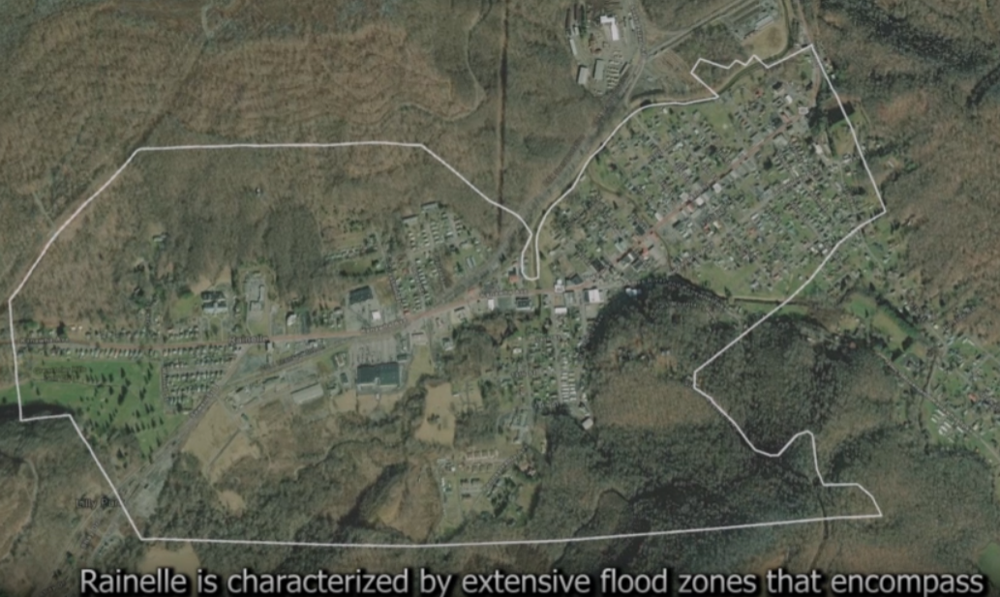 Rainelle is characterized by extensive flood zones that encompass